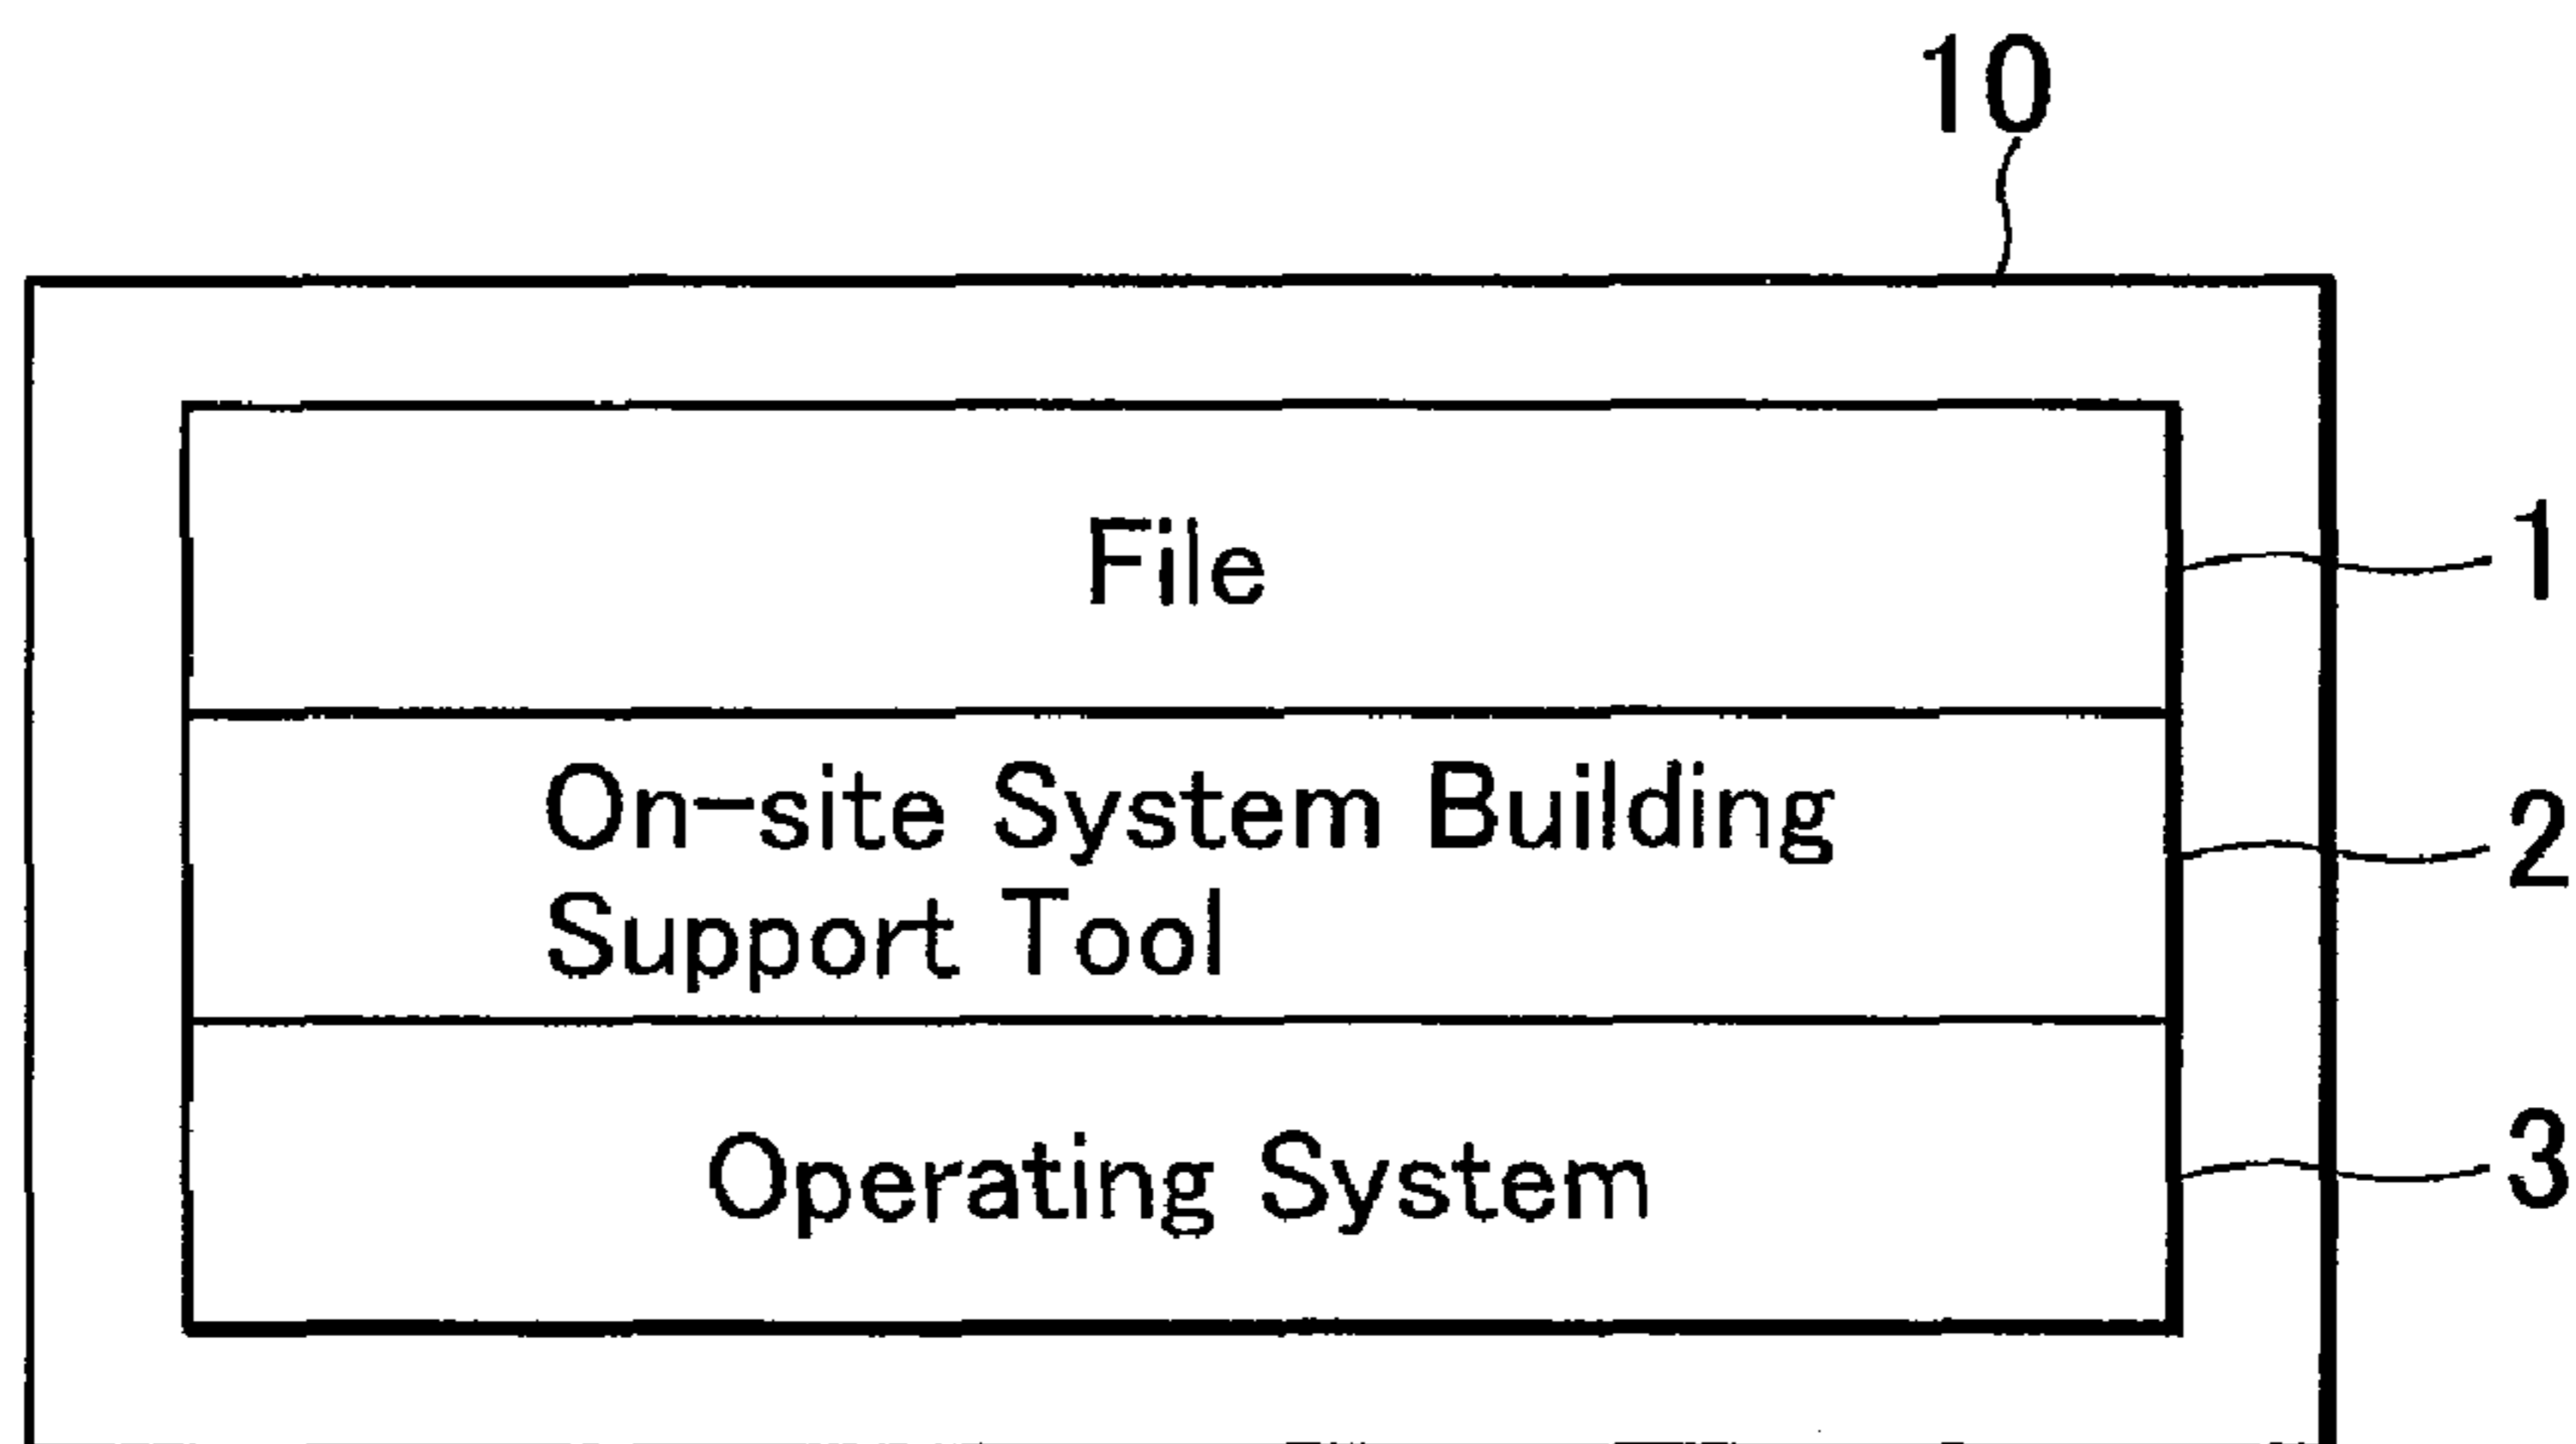 10
File
1
On-site System Building
Support Tool
2
Operating System
3